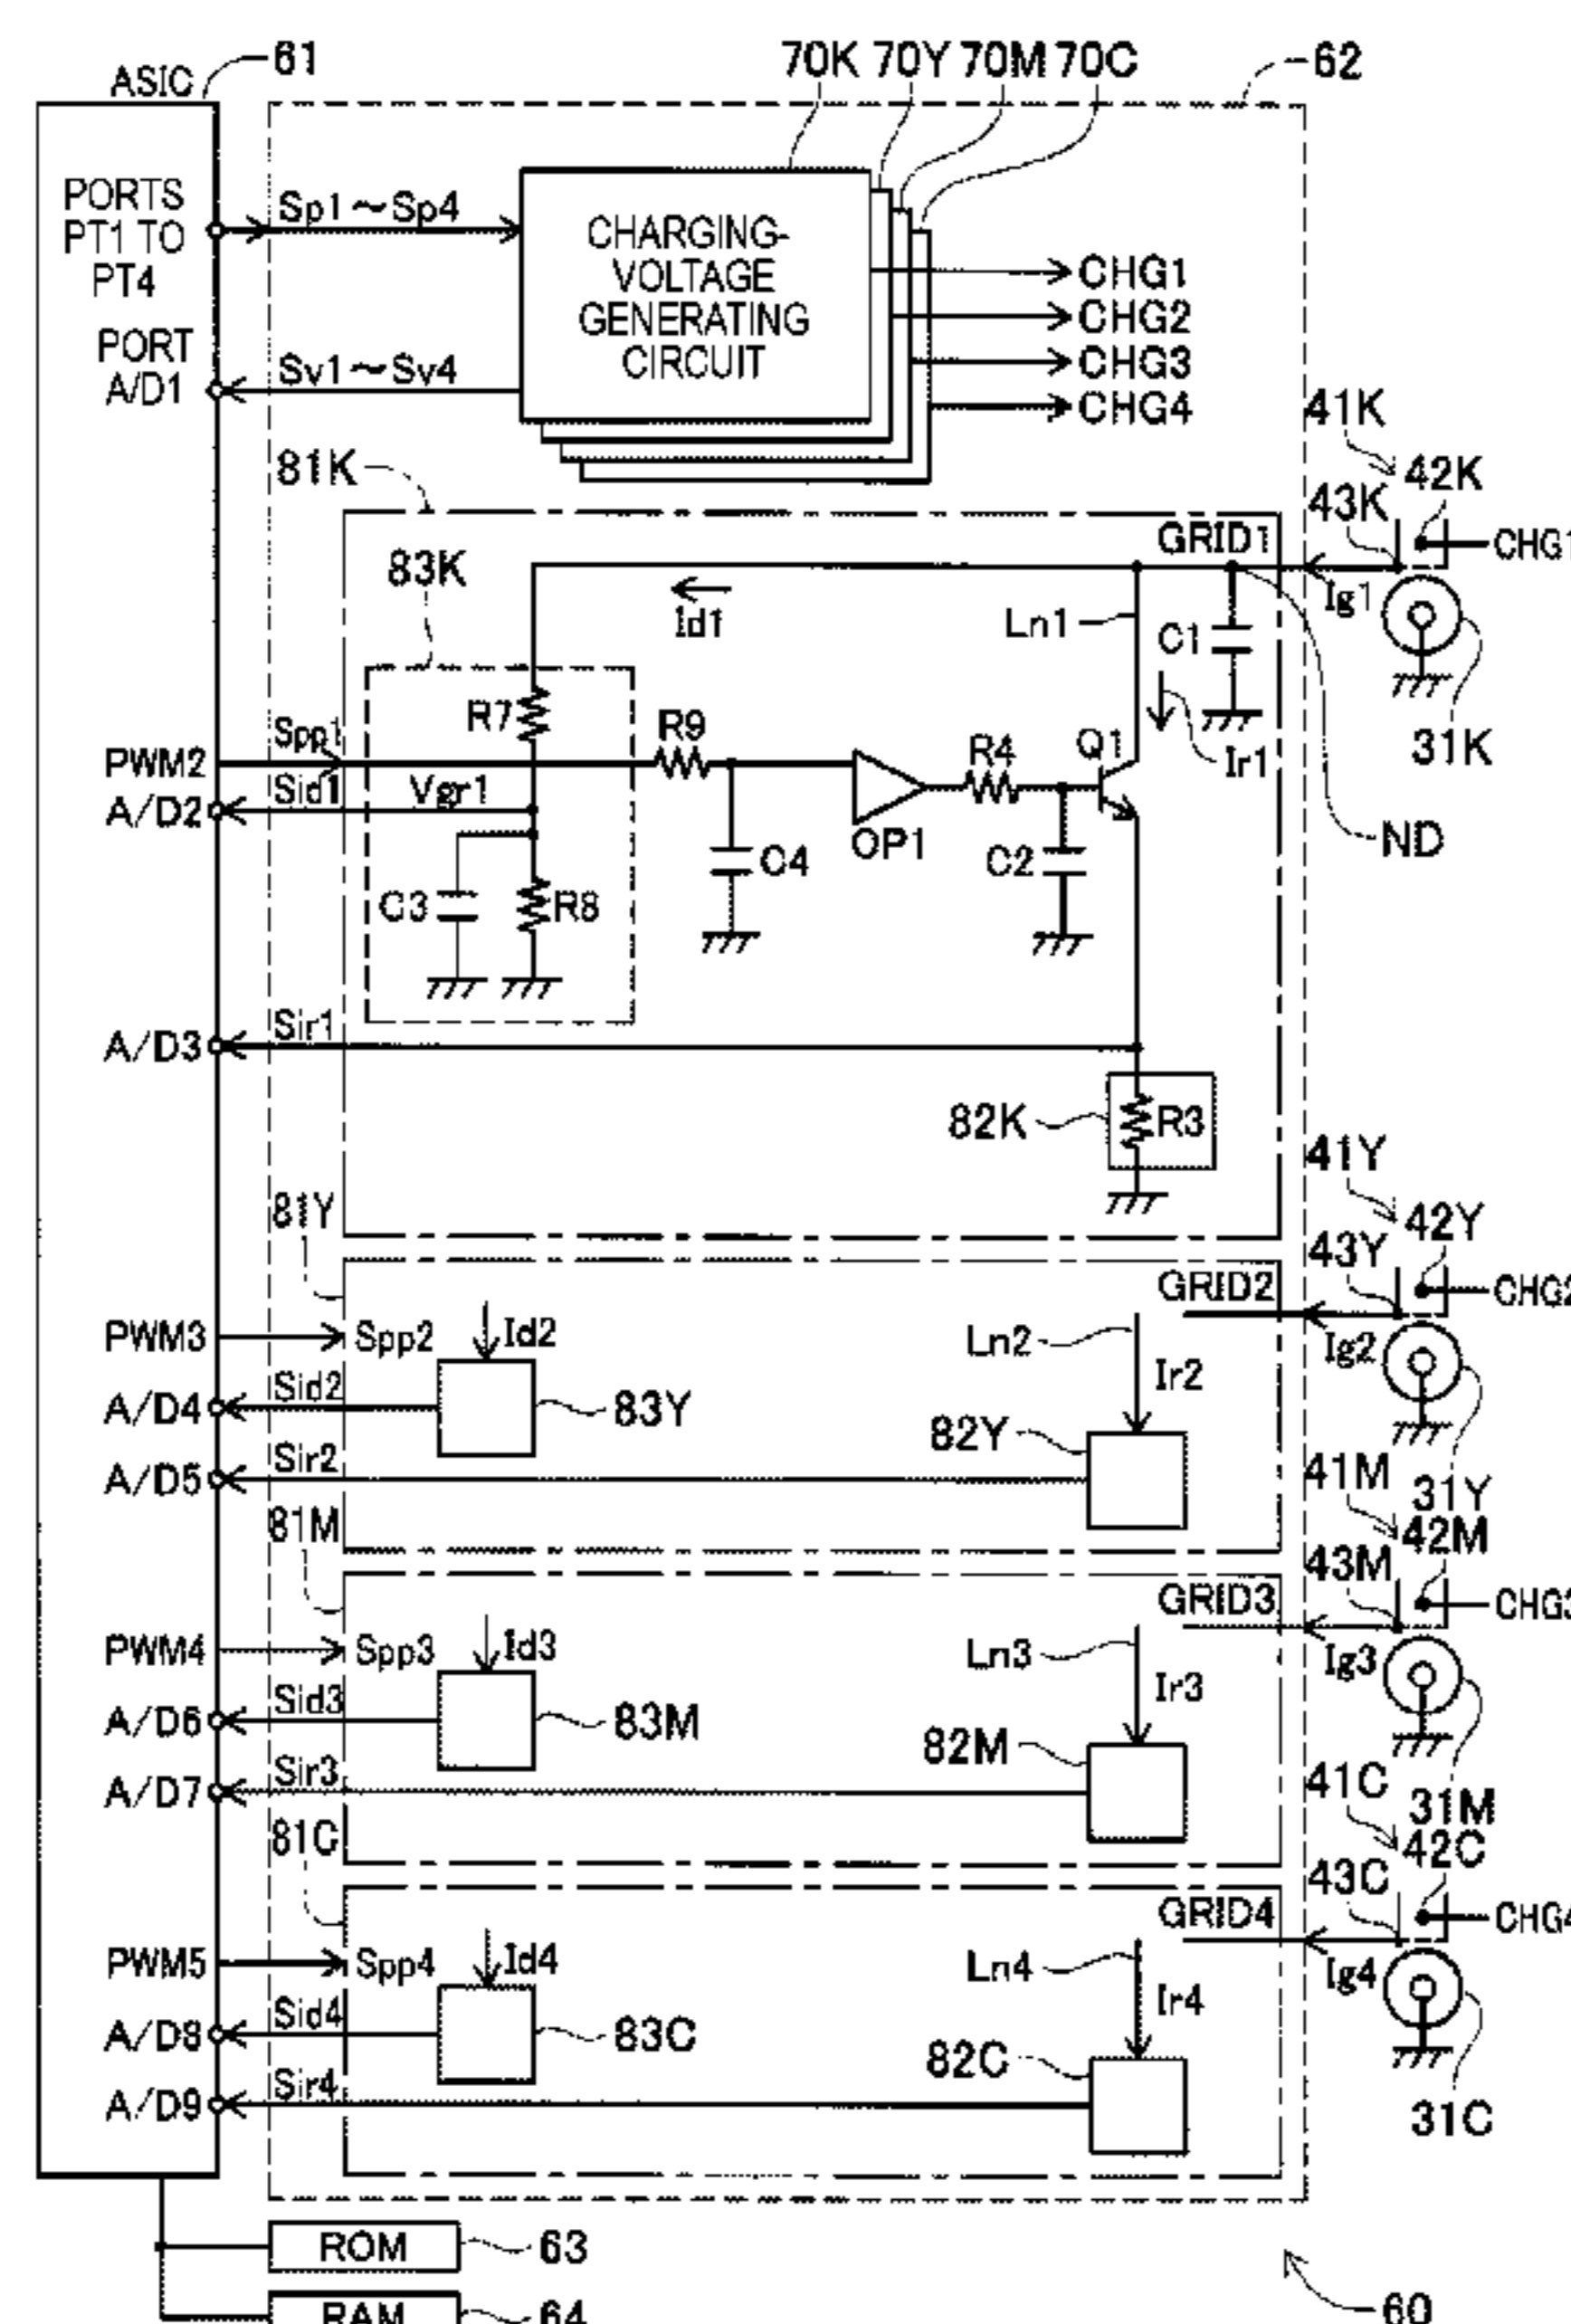 61
ASIC
70K 70Y 70M 70C
62
PORTS
PT1 TO
PT4
Sp1~Sp4
CHARGING-
VOLTAGE
GENERATING
CIRCUIT
CHG1
CHG2
CHG3
CHG4
PORT
A/D1
Sv1~Sv4
41K
42K
43K
CHG1
81K
GRID1
83K
Id1
Ln1
C1
Ig1
31K
R7
R9
R4
Q1
Ir1
PWM2
Spp1
A/D2
Sid1
Vgr1
OP1
C2
ND
C4
C3
R8
A/D3
Sir1
82K
R3
41Y
42Y
43Y
CHG2
81Y
GRID2
PWM3
Spp2
Id2
Ln2
Ig2
Ir2
A/D4
Sid2
83Y
82Y
A/D5
Sir2
31Y
41M
42M
43M
CHG3
81M
GRID3
PWM4
Spp3
Id3
Ln3
Ig3
Ir3
A/D6
Sid3
83M
82M
A/D7
Sir3
31M
41C
42C
43C
CHG4
81C
GRID4
PWM5
Spp4
Id4
Ln4
Ig4
Ir4
A/D8
Sid4
83C
82C
A/D9
Sir4
31C
ROM
63
RAM
64
60